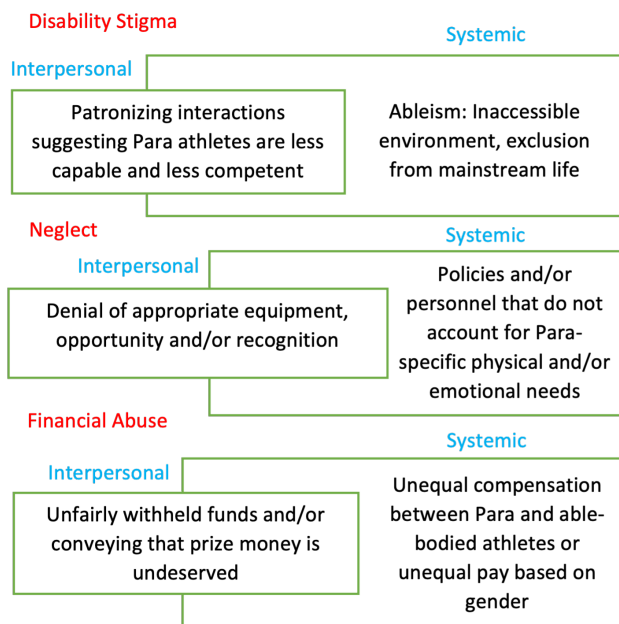 Disability Stigma
Systemic
Interpersonal
Patronizing interactions
suggesting Para athletes are less
capable and less competent
Ableism: Inaccessible
environment, exclusion
from mainstream life
Neglect
Systemic
Interpersonal
Denial of appropriate equipment,
opportunity and/or recognition
Policies and/or
personnel that do not
account for Para-
specific physical and/or
emotional needs
Financial Abuse
Systemic
Interpersonal
Unfairly withheld funds and/or
conveying that prize money is
undeserved
Unequal compensation
between Para and able-
bodied athletes or
unequal pay based on
gender